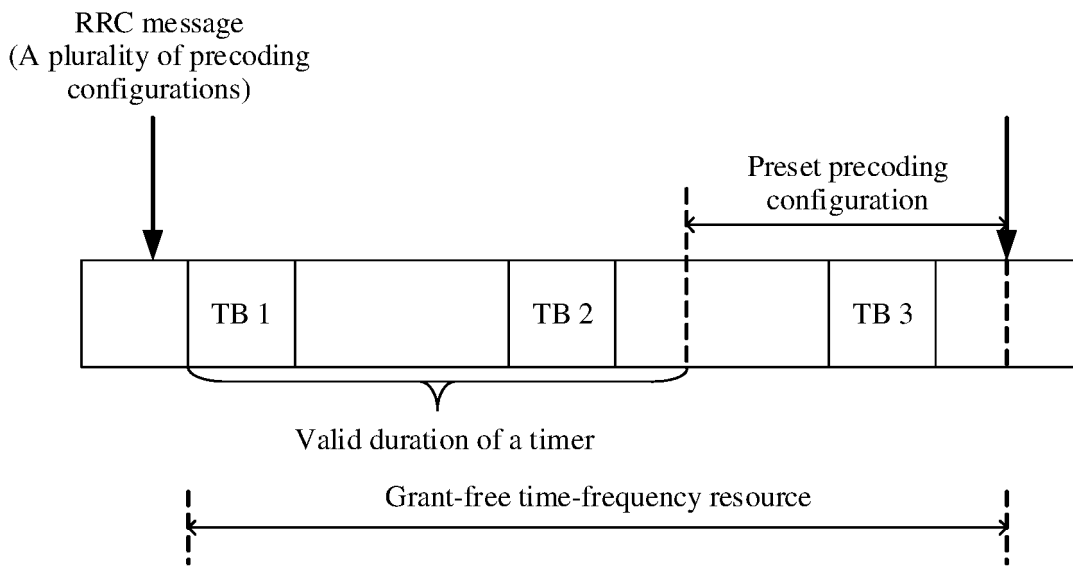 RRC message
(A plurality of precoding
configurations)
Preset precoding
configuration
TB 1
TB 2
TB 3
Valid duration of a timer
Grant-free time-frequency resource